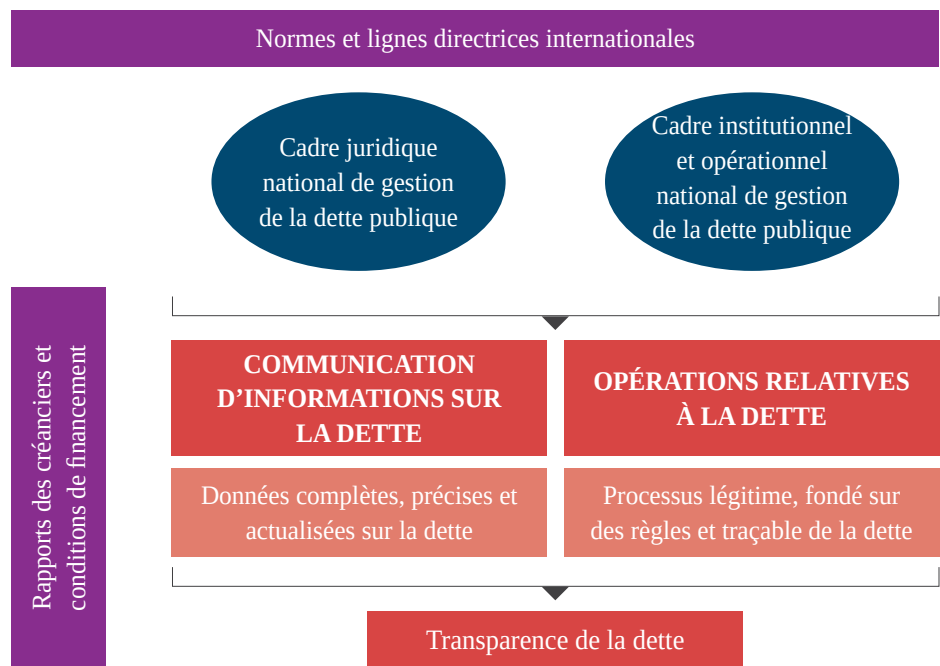 Normes et lignes directrices internationales
Cadre juridique
national de gestion
de la dette publique
Cadre institutionnel
et opérationnel
national de gestion
de la dette publique
Rapports des créanciers et
conditions de financement
COMMUNICATION
D’INFORMATIONS SUR
LA DETTE
OPÉRATIONS RELATIVES
À LA DETTE
Données complètes, précises et
actualisées sur la dette
Processus légitime, fondé sur
des règles et traçable de la dette
Transparence de la dette